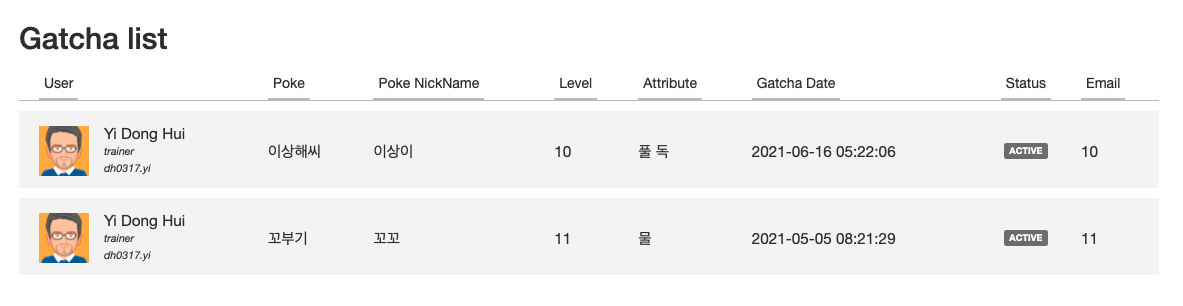 Gatcha list
User Poke Poke NickName Level Attribute Gatcha Date Status Email
Yi Dong Hui
trainer
dh0317.yi
이상해씨 이상이 10 풀 독 2021-06-16 05:22:06 ACTIVE 10
Yi Dong Hui
trainer
dh0317.yi
꼬부기 꼬꼬 11 물 2021-05-05 08:21:29 ACTIVE 11